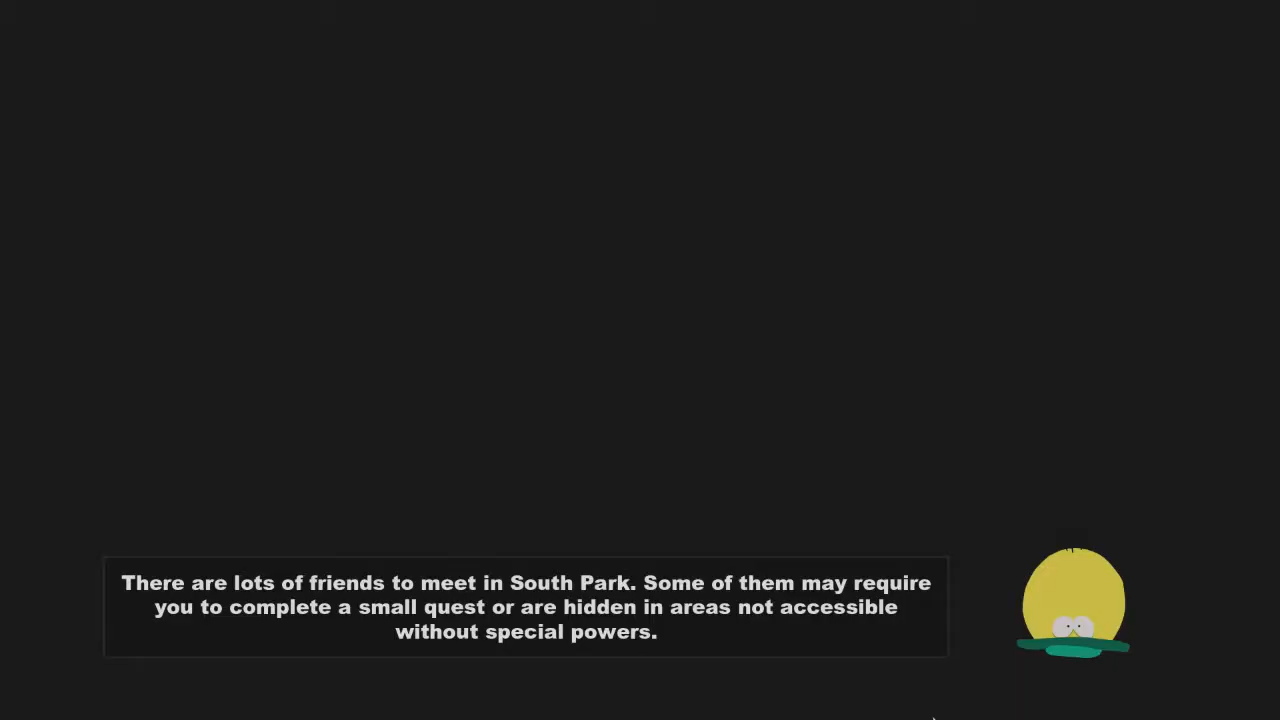 There are lots of friends to meet in South Park. Some of them may require
you to complete a small quest or are hidden in areas not accessible
without special powers.